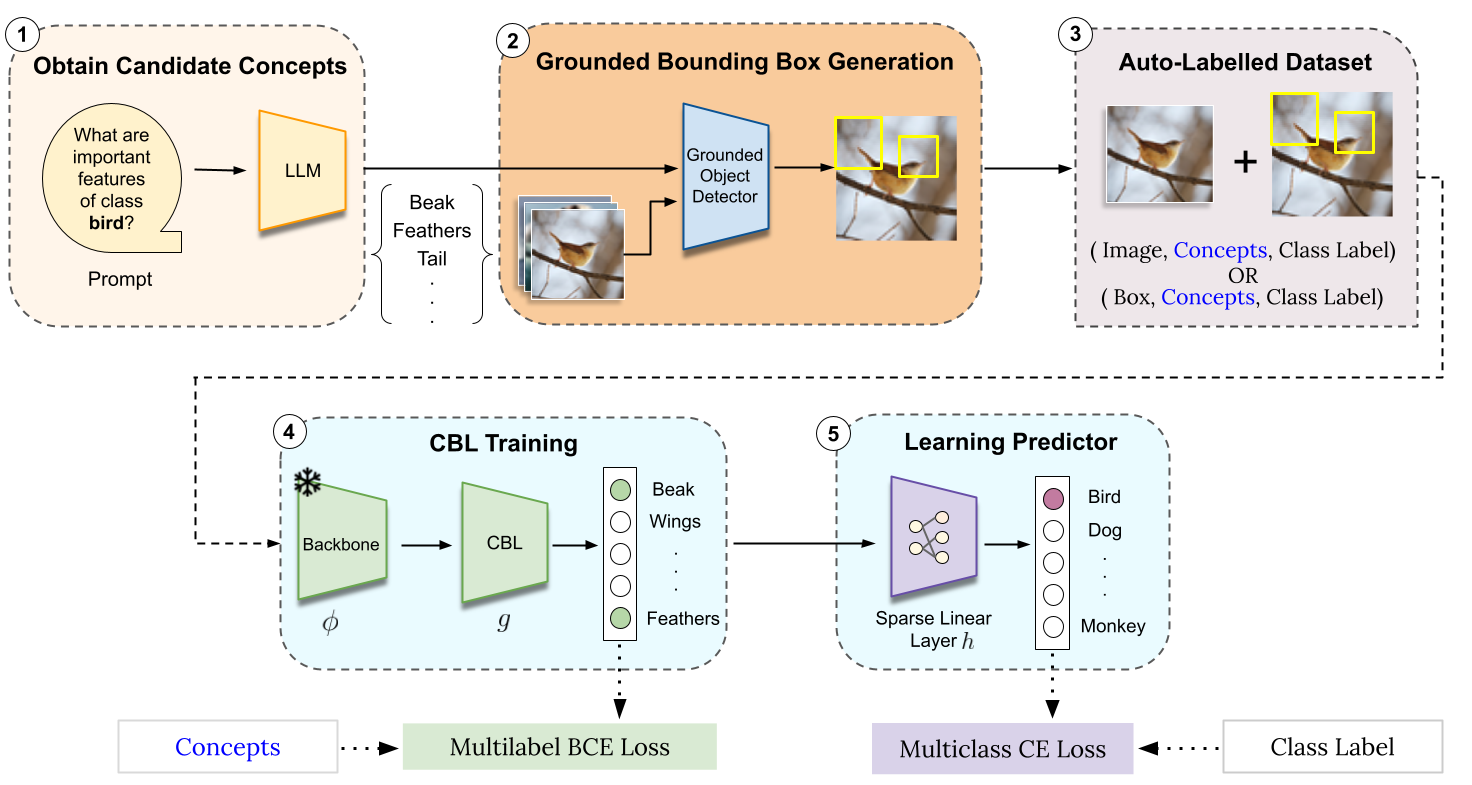 1
Obtain Candidate Concepts
What are
important
features
of class
bird?
Prompt
LLM
Beak
Feathers
Tail
.
.
.
2
Grounded Bounding Box Generation
Grounded
Object
Detector
3
Auto-Labelled Dataset
+
( Image, Concepts, Class Label)
OR
( Box, Concepts, Class Label)
4
CBL Training
Backbone
ϕ
CBL
g
Beak
Wings
.
.
.
Feathers
5
Learning Predictor
Sparse Linear
Layer h
Bird
Dog
.
.
.
Monkey
Concepts
Multilabel BCE Loss
Multiclass CE Loss
Class Label